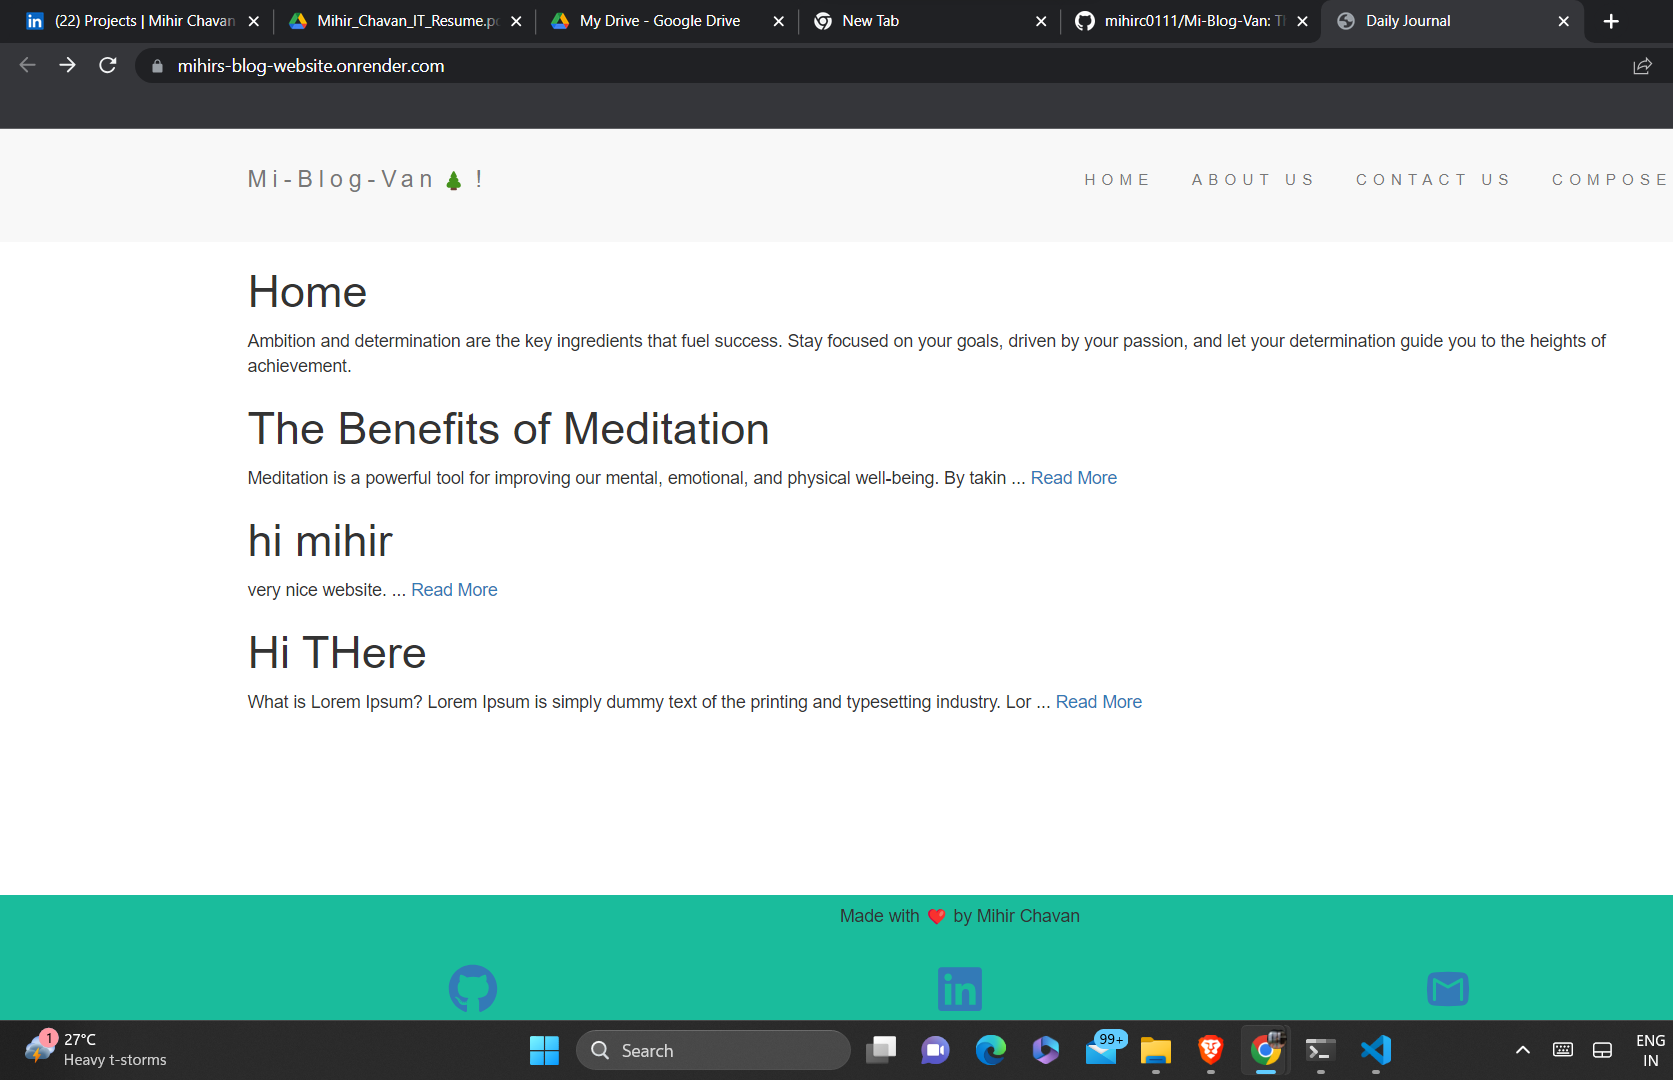 (22) Projects | Mihir Chavan
Mihir_Chavan_IT_Resume.p
My Drive - Google Drive
New Tab
mihirc0111/Mi-Blog-Van: T
Daily Journal
mihirs-blog-website.onrender.com
Mi-Blog-Van🌲!
HOME ABOUT US CONTACT US COMPOSE
Home
Ambition and determination are the key ingredients that fuel success. Stay focused on your goals, driven by your passion, and let your determination guide you to the heights of
achievement.
The Benefits of Meditation
Meditation is a powerful tool for improving our mental, emotional, and physical well-being. By takin ... Read More
hi mihir
very nice website. ... Read More
Hi THere
What is Lorem Ipsum? Lorem Ipsum is simply dummy text of the printing and typesetting industry. Lor ... Read More
Made with ❤️ by Mihir Chavan
in
1
27°C
Heavy t-storms
Search
99+
ENG
IN